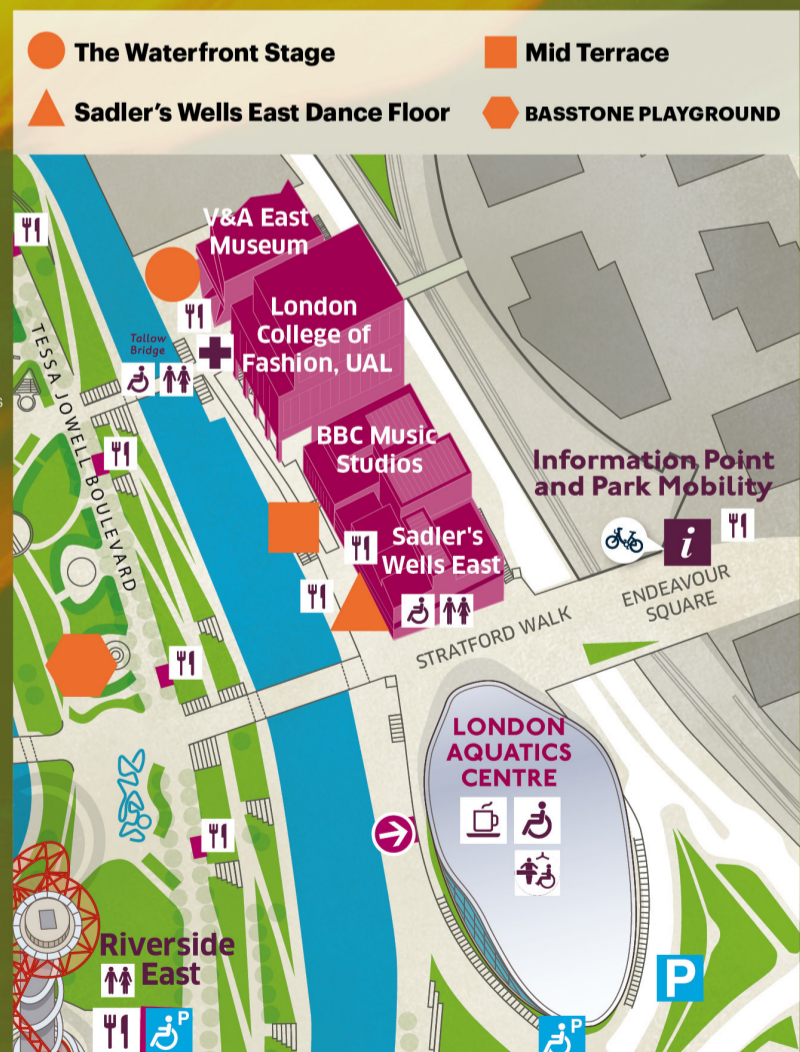 The Waterfront Stage
Mid Terrace
Sadler's Wells East Dance Floor
BASSTONE PLAYGROUND
V&A East
Museum
London
College of
Fashion, UAL
Tallow
Bridge
TESSA JOWELL BOULEVARD
s
BBC Music
Studios
Information Point
and Park Mobility
i
Sadler's
Wells East
ENDEAVOUR
SQUARE
STRATFORD WALK
LONDON
AQUATICS
CENTRE
Riverside
East
P
P
P